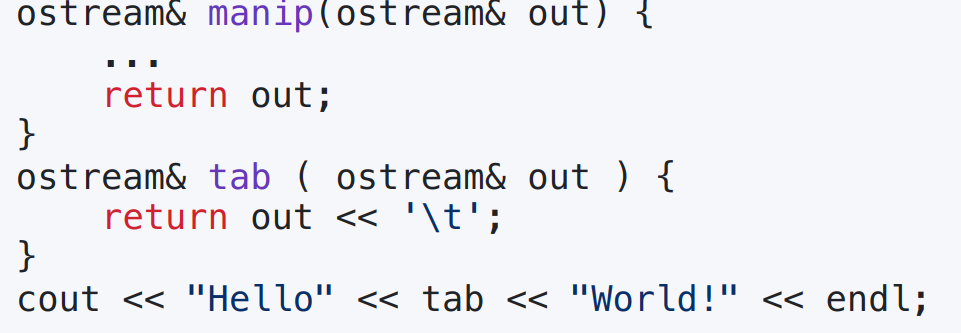 ostream& manip(ostream& out) {
    ...
    return out;
}
ostream& tab ( ostream& out ) {
    return out << '\t';
}
cout << "Hello" << tab << "World!" << endl;